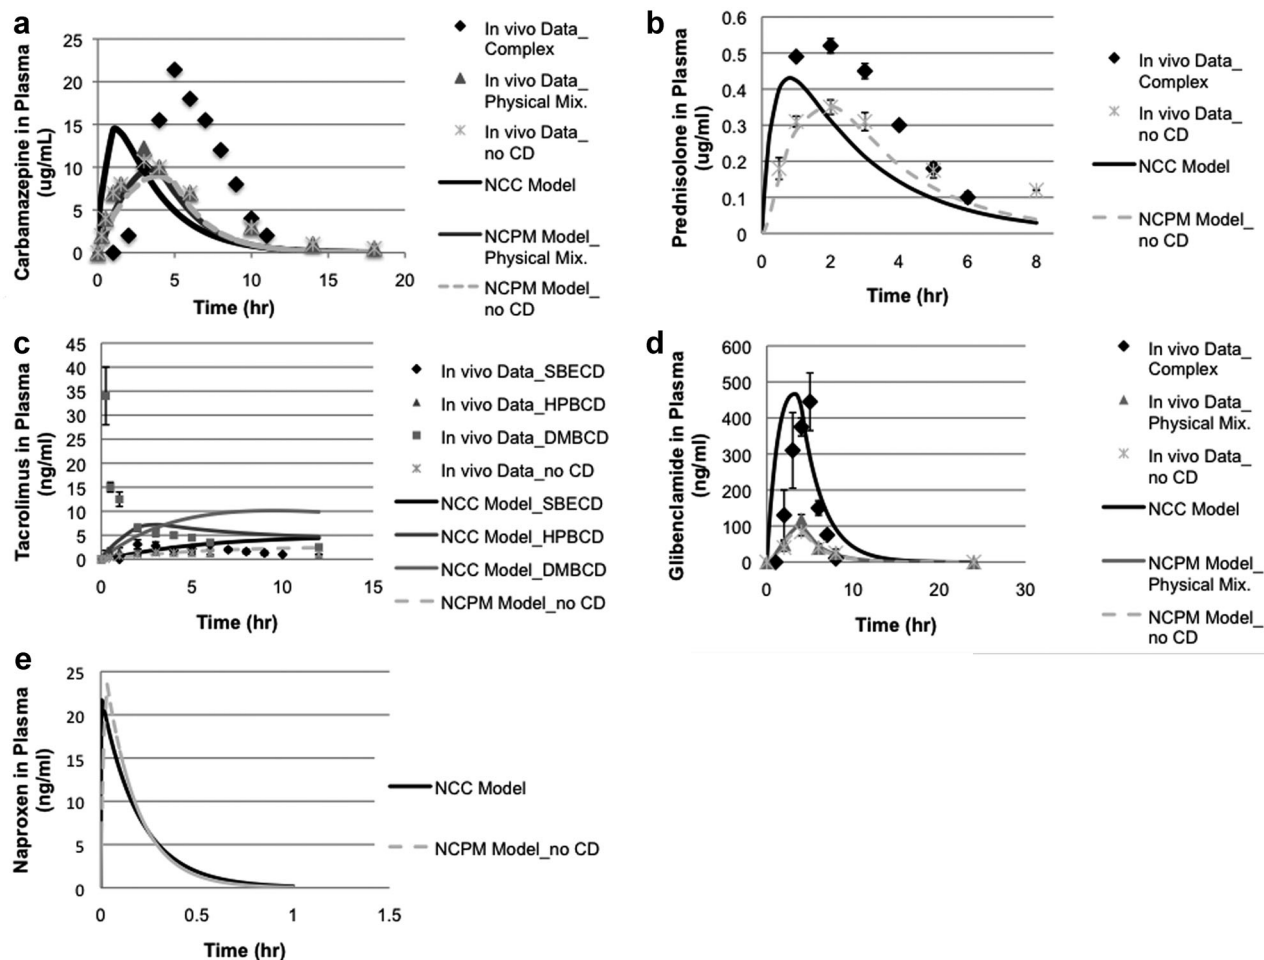 a
Carbamazepine in Plasma
(ug/mL)
25
20
15
10
5
0
0 5 10 15 20
Time (hr)
In vivo Data_
Complex
In vivo Data_
Physical Mix.
In vivo Data_
no CD
NCC Model
NCPM Model_
Physical Mix.
NCPM Model_
no CD
b
Prednisolone in Plasma
(ug/ml)
0.6
0.5
0.4
0.3
0.2
0.1
0
0 2 4 6 8
Time (hr)
In vivo Data_
Complex
In vivo Data_
no CD
NCC Model
NCPM Model_
no CD
c
Tacrolimus in Plasma
(ng/ml)
45
40
35
30
25
20
15
10
5
0
0 5 10 15
Time (hr)
In vivo Data_SBECD
In vivo Data_HPBCD
In vivo Data_DMBCD
In vivo Data_no CD
NCC Model_SBECD
NCC Model_HPBCD
NCC Model_DMBCD
NCPM Model_no CD
d
Glibenclamide in Plasma
(ng/ml)
600
500
400
300
200
100
0
0 10 20 30
Time (hr)
In vivo Data_
Complex
In vivo Data_
Physical Mix.
In vivo Data_
no CD
NCC Model
NCPM Model_
Physical Mix.
NCPM Model_
no CD
e
Naproxen in Plasma
(ng/ml)
25
20
15
10
5
0
0 0.5 1 1.5
Time (hr)
NCC Model
NCPM Model_no CD